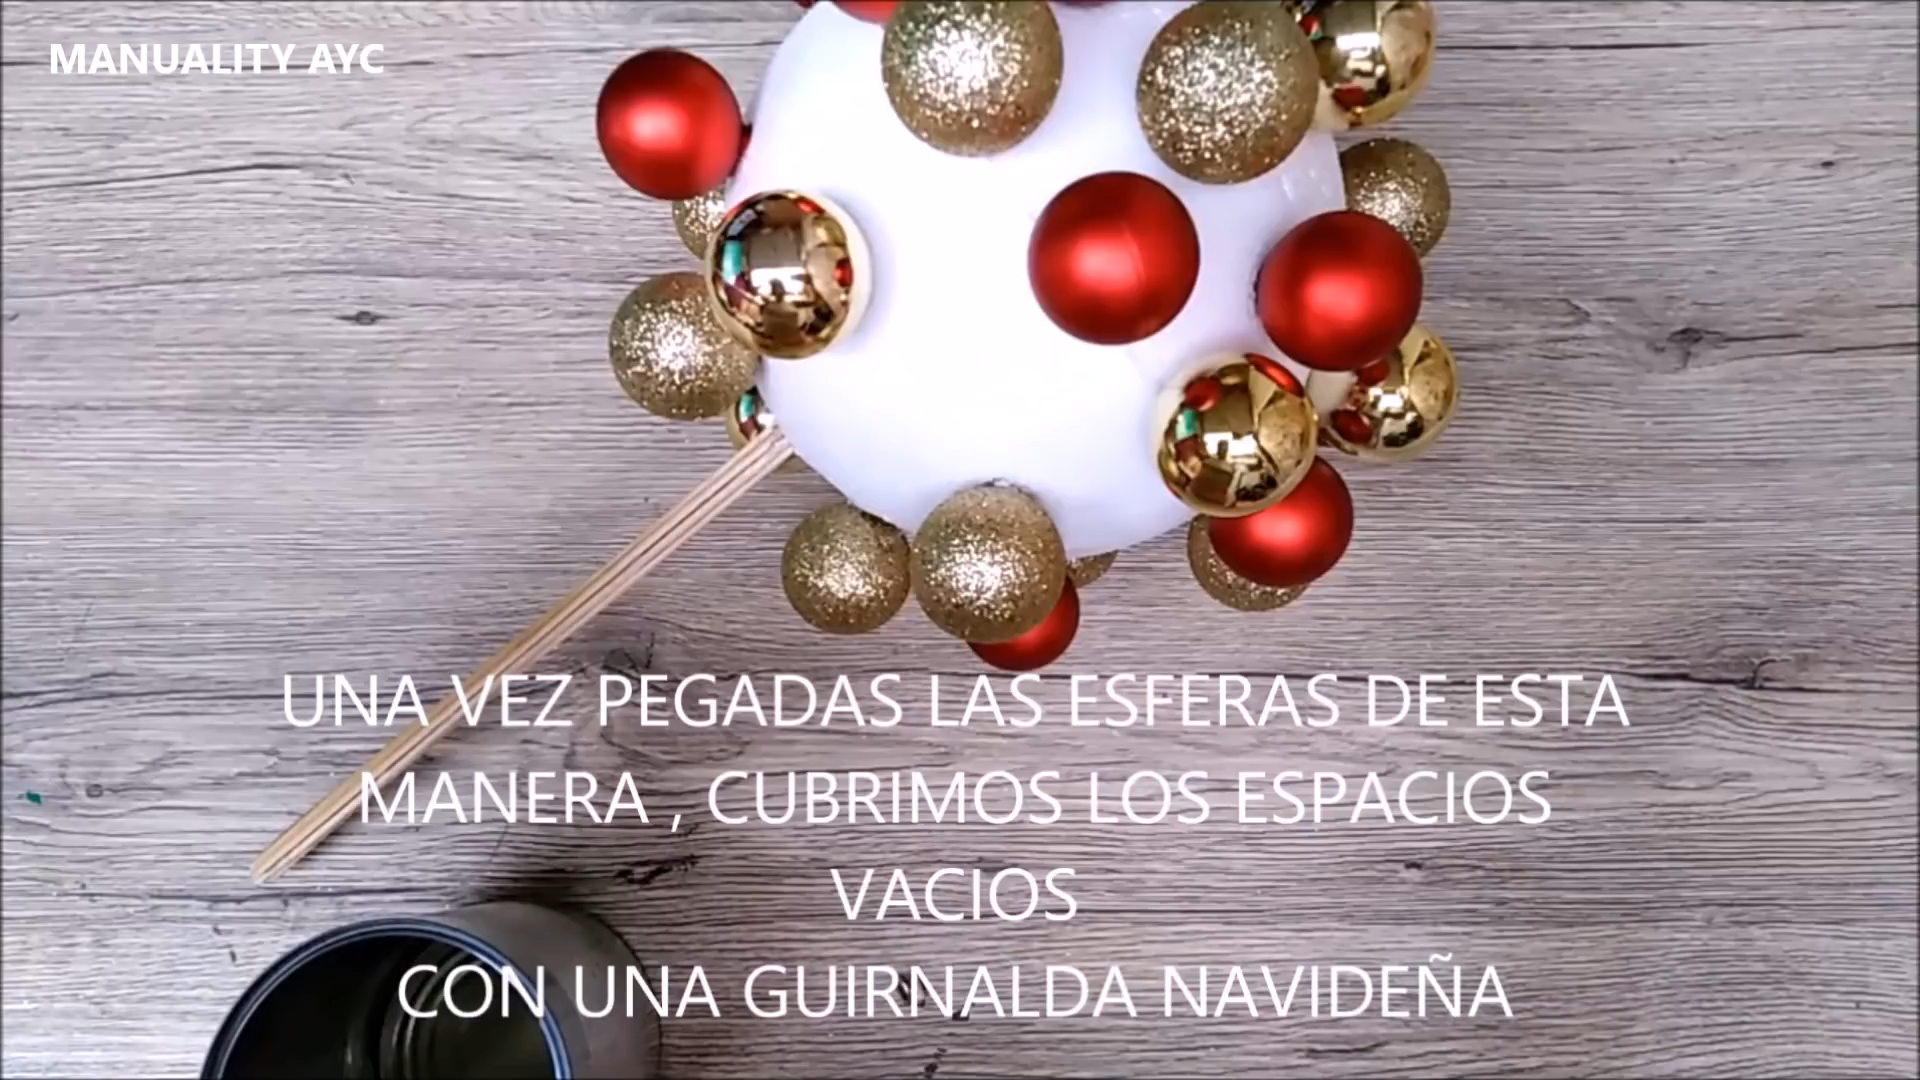 MANUALITY AYC
UNA VEZ PEGADAS LAS ESFERAS DE ESTA
MANERA , CUBRIMOS LOS ESPACIOS
VACIOS
CON UNA GUIRNALDA NAVIDEÑA